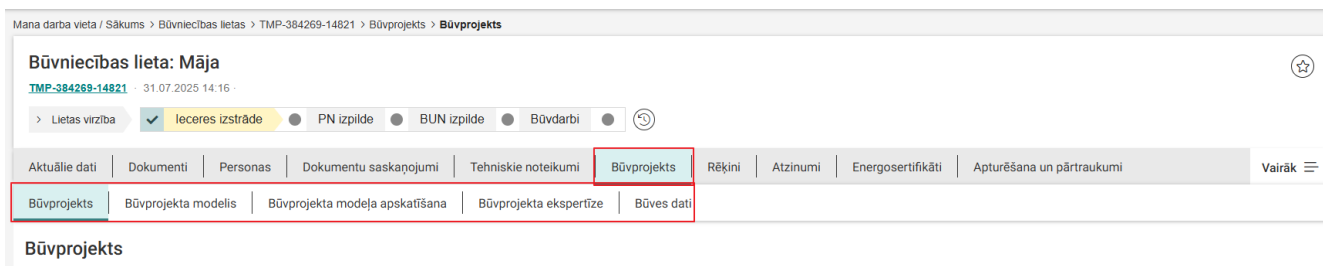 Mana darba vieta / Sākums > Būvniecības lietas > TMP-384269-14821 > Būvprojekts > Būvprojekts
Būvniecības lieta: Māja
TMP-384269-14821 · 31.07.2025 14:16 ·
> Lietas virzība Ieceres izstrāde PN izpilde BUN izpilde Būvdarbi
Aktuālie dati Dokumenti Personas Dokumentu saskaņojumi Tehniskie noteikumi Būvprojekts Rēķini Atzinumi Energosertifikāti Apturēšana un pārtraukumi Vairāk
Būvprojekts Būvprojekta modelis Būvprojekta modeļa apskatīšana Būvprojekta ekspertīze Būves dati
Būvprojekts